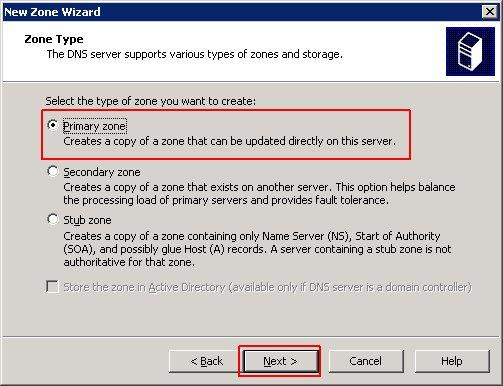 New Zone Wizard
Zone Type
The DNS server supports various types of zones and storage.
Select the type of zone you want to create:
Primary zone
Creates a copy of a zone that can be updated directly on this server.
Secondary zone
Creates a copy of a zone that exists on another server. This option helps balance
the processing load of primary servers and provides fault tolerance.
Stub zone
Creates a copy of a zone containing only Name Server (NS), Start of Authority
(SOA), and possibly glue Host (A) records. A server containing a stub zone is not
authoritative for that zone.
Store the zone in Active Directory (available only if DNS server is a domain controller)
< Back
Next >
Cancel
Help